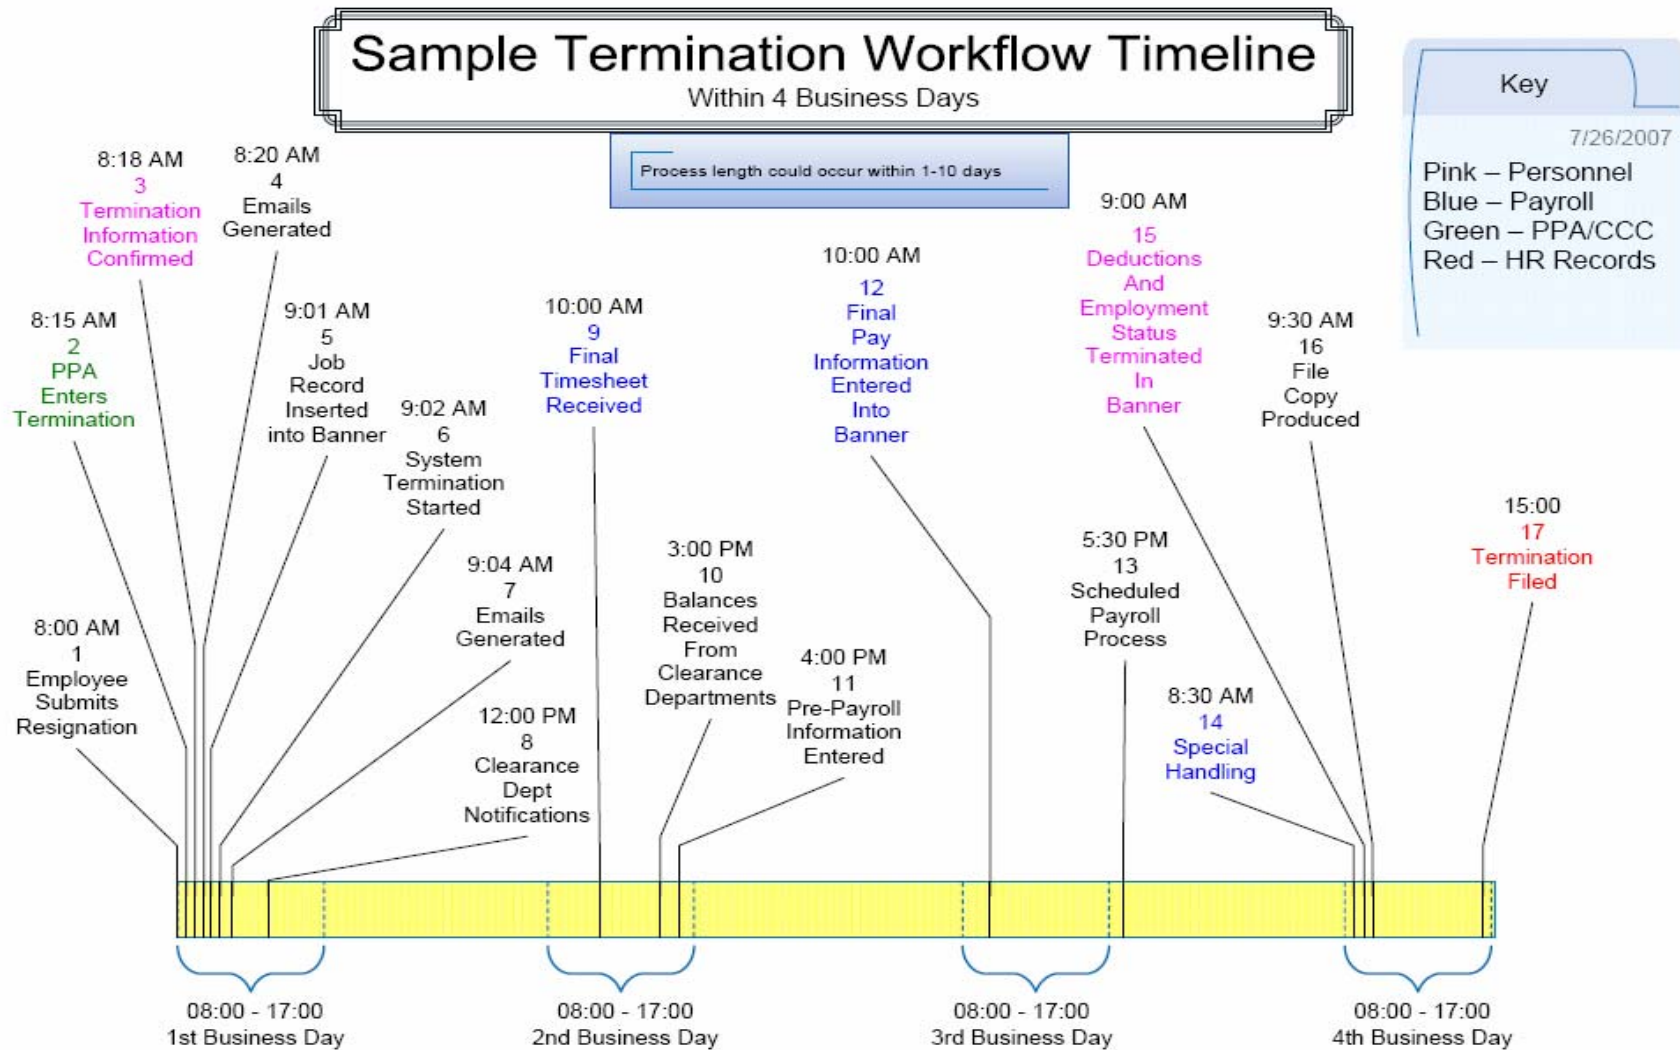 Sample Termination Workflow Timeline
Within 4 Business Days
Process length could occur within 1-10 days
Key
7/26/2007
Pink – Personnel
Blue – Payroll
Green – PPA/CCC
Red – HR Records
8:00 AM
1
Employee
Submits
Resignation
8:15 AM
2
PPA
Enters
Termination
8:18 AM
3
Termination
Information
Confirmed
8:20 AM
4
Emails
Generated
9:01 AM
5
Job
Record
Inserted
into Banner
9:02 AM
6
System
Termination
Started
9:04 AM
7
Emails
Generated
12:00 PM
8
Clearance
Dept
Notifications
10:00 AM
9
Final
Timesheet
Received
3:00 PM
10
Balances
Received
From
Clearance
Departments
4:00 PM
11
Pre-Payroll
Information
Entered
10:00 AM
12
Final
Pay
Information
Entered
Into
Banner
5:30 PM
13
Scheduled
Payroll
Process
8:30 AM
14
Special
Handling
9:00 AM
15
Deductions
And
Employment
Status
Terminated
In
Banner
9:30 AM
16
File
Copy
Produced
15:00
17
Termination
Filed
08:00 - 17:00
1st Business Day
08:00 - 17:00
2nd Business Day
08:00 - 17:00
3rd Business Day
08:00 - 17:00
4th Business Day